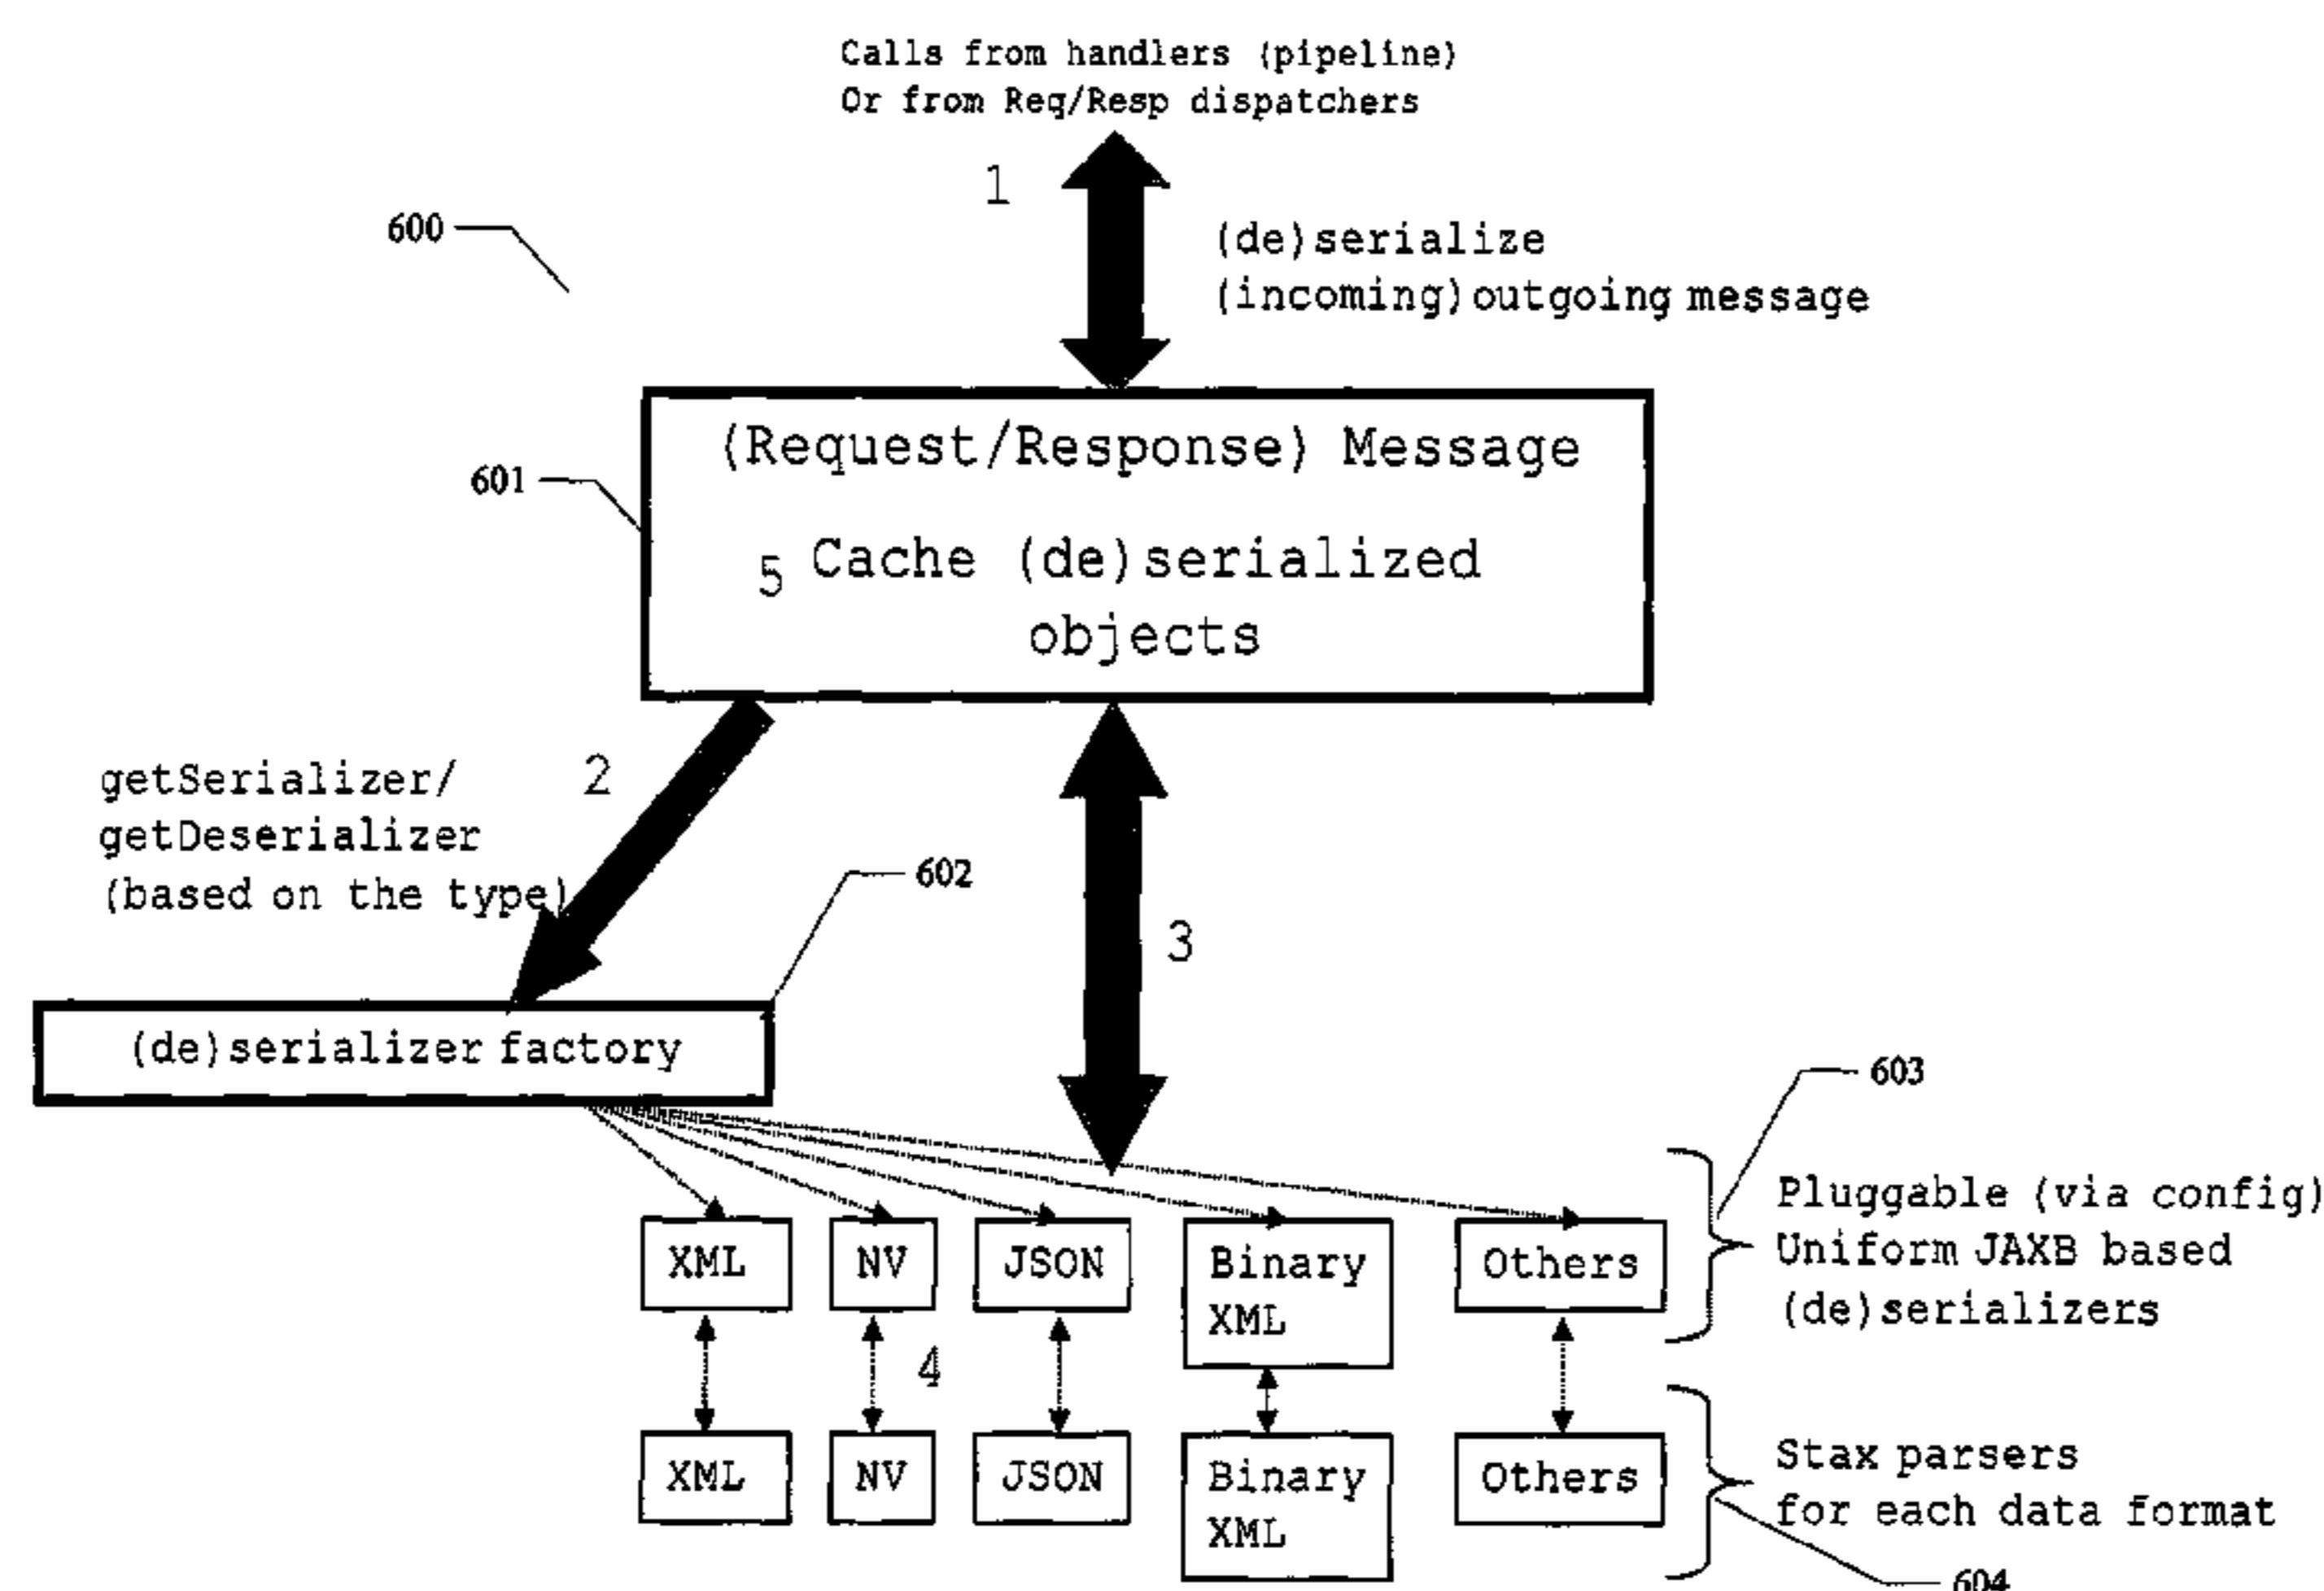 Calls from handlers (pipeline)
Or from Req/Resp dispatchers
1
600
(de)serialize
(incoming)outgoing message
(Request/Response) Message
601
5 Cache (de)serialized
objects
getSerializer/
2
getDeserializer
(based on the type)
602
3
(de)serializer factory
603
Pluggable (via config)
XML NV JSON Binary XML Others
Uniform JAXB based
(de)serializers
4
XML NV JSON Binary XML Others
Stax parsers
for each data format
604